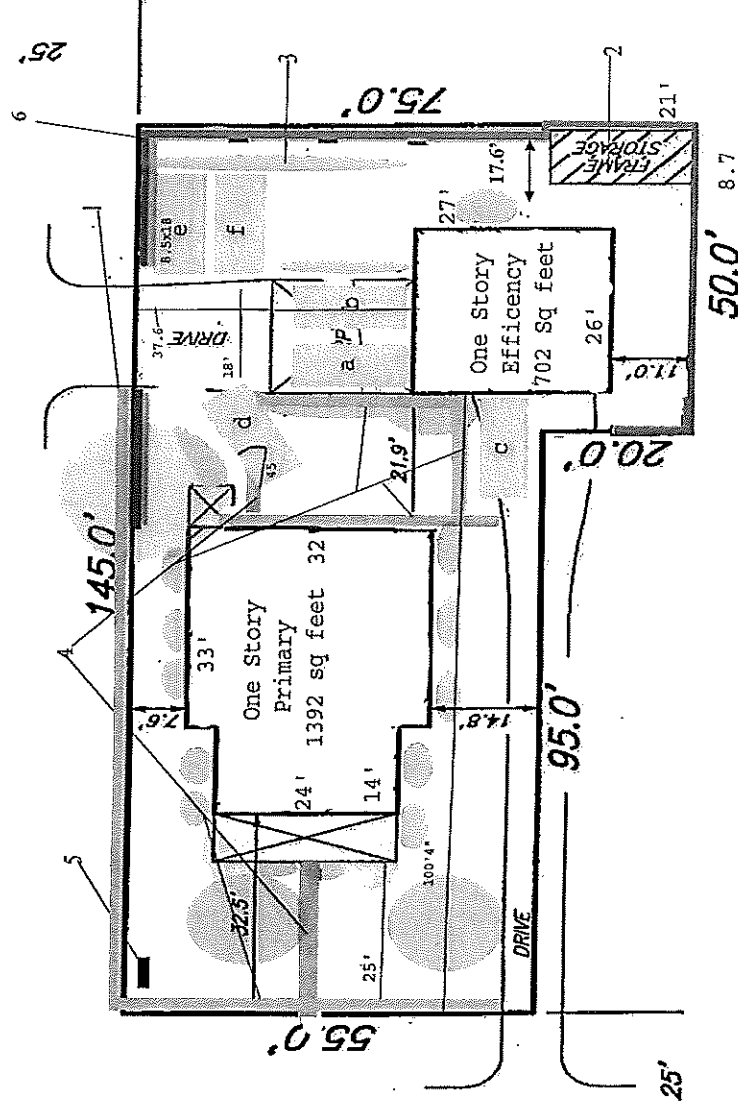 25'
6
1
3
2
4
5
145.0'
75.0'
21'
8.7
50.0'
20.0'
11.0'
95.0'
55.0'
25'
8.5x18
e
f
37.6'
DRIVE
18'
a
"P"
b
d
45
21.9'
c
27'
17.6'
FRAME
STORAGE
One Story
Efficency
702 Sq feet
26'
33'
32
One Story
Primary
1392 sq feet
24'
14'
7.6'
14.8'
32.5'
25'
100'4"
DRIVE